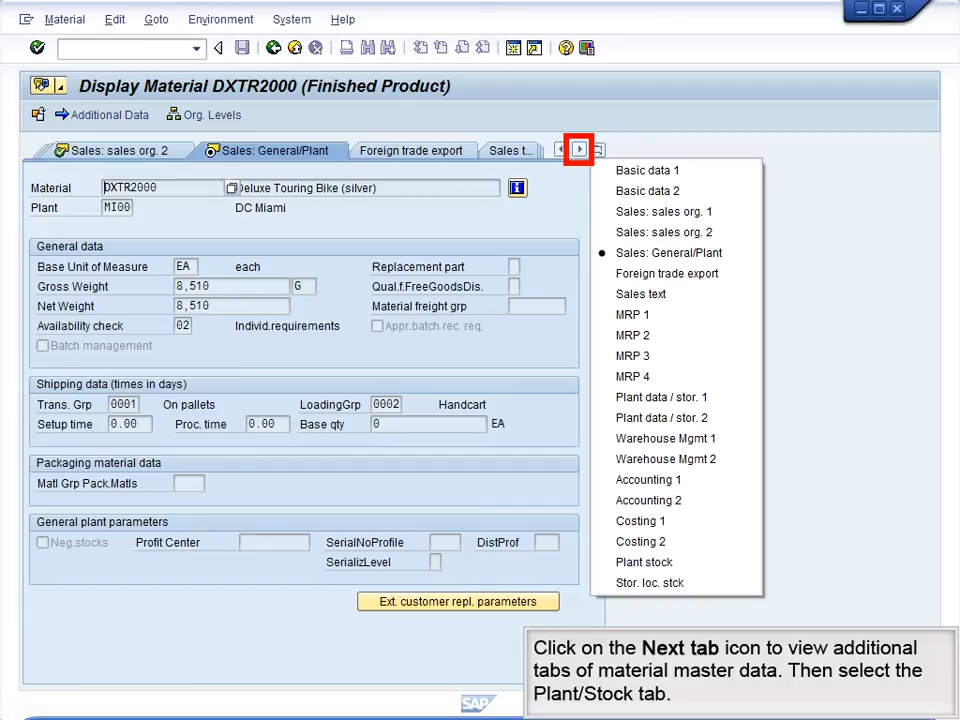 Material Edit Goto Environment System Help
Display Material DXTR2000 (Finished Product)
Additional Data Org. Levels
Sales: sales org. 2 Sales: General/Plant Foreign trade export Sales t...
Material DXTR2000 Deluxe Touring Bike (silver)
Plant MI00 DC Miami
General data
Base Unit of Measure EA each Replacement part
Gross Weight 8,510 G Qual.f.FreeGoodsDis.
Net Weight 8,510 Material freight grp
Availability check 02 Individ.requirements Appr.batch rec. req.
Batch management
Shipping data (times in days)
Trans. Grp 0001 On pallets LoadingGrp 0002 Handcart
Setup time 0.00 Proc. time 0.00 Base qty 0 EA
Packaging material data
Matl Grp Pack.Matls
General plant parameters
Neg.stocks Profit Center SerialNoProfile DistProf
SerializLevel
Ext. customer repl. parameters
Basic data 1
Basic data 2
Sales: sales org. 1
Sales: sales org. 2
Sales: General/Plant
Foreign trade export
Sales text
MRP 1
MRP 2
MRP 3
MRP 4
Plant data / stor. 1
Plant data / stor. 2
Warehouse Mgmt 1
Warehouse Mgmt 2
Accounting 1
Accounting 2
Costing 1
Costing 2
Plant stock
Stor. loc. stck
Click on the Next tab icon to view additional
tabs of material master data. Then select the
Plant/Stock tab.
SAP